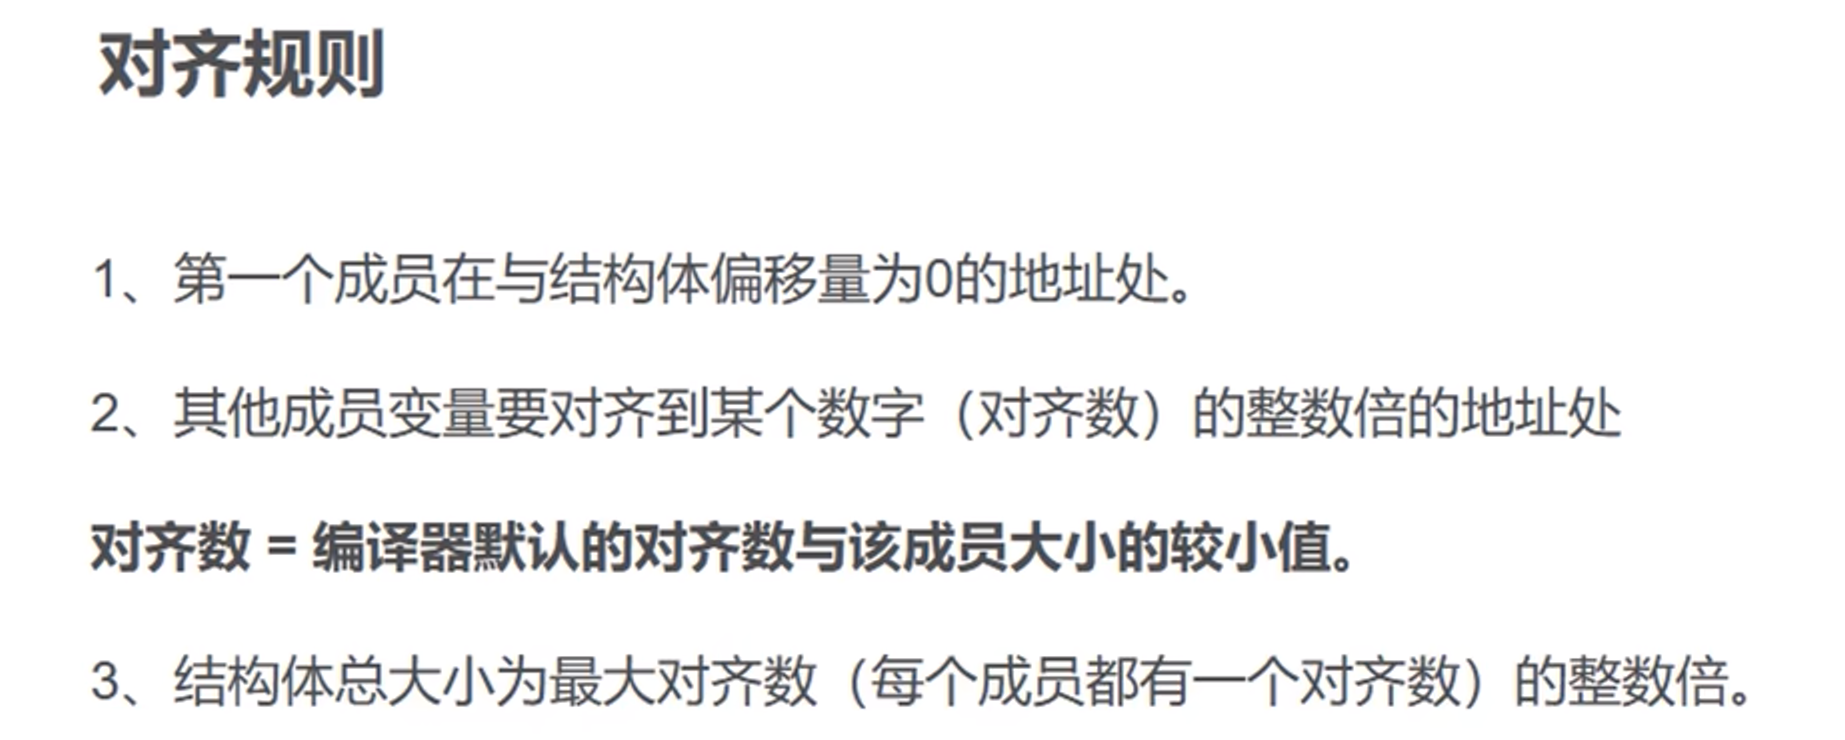 对齐规则
1、第一个成员在与结构体偏移量为0的地址处。
2、其他成员变量要对齐到某个数字（对齐数）的整数倍的地址处
对齐数 = 编译器默认的对齐数与该成员大小的较小值。
3、结构体总大小为最大对齐数（每个成员都有一个对齐数）的整数倍。